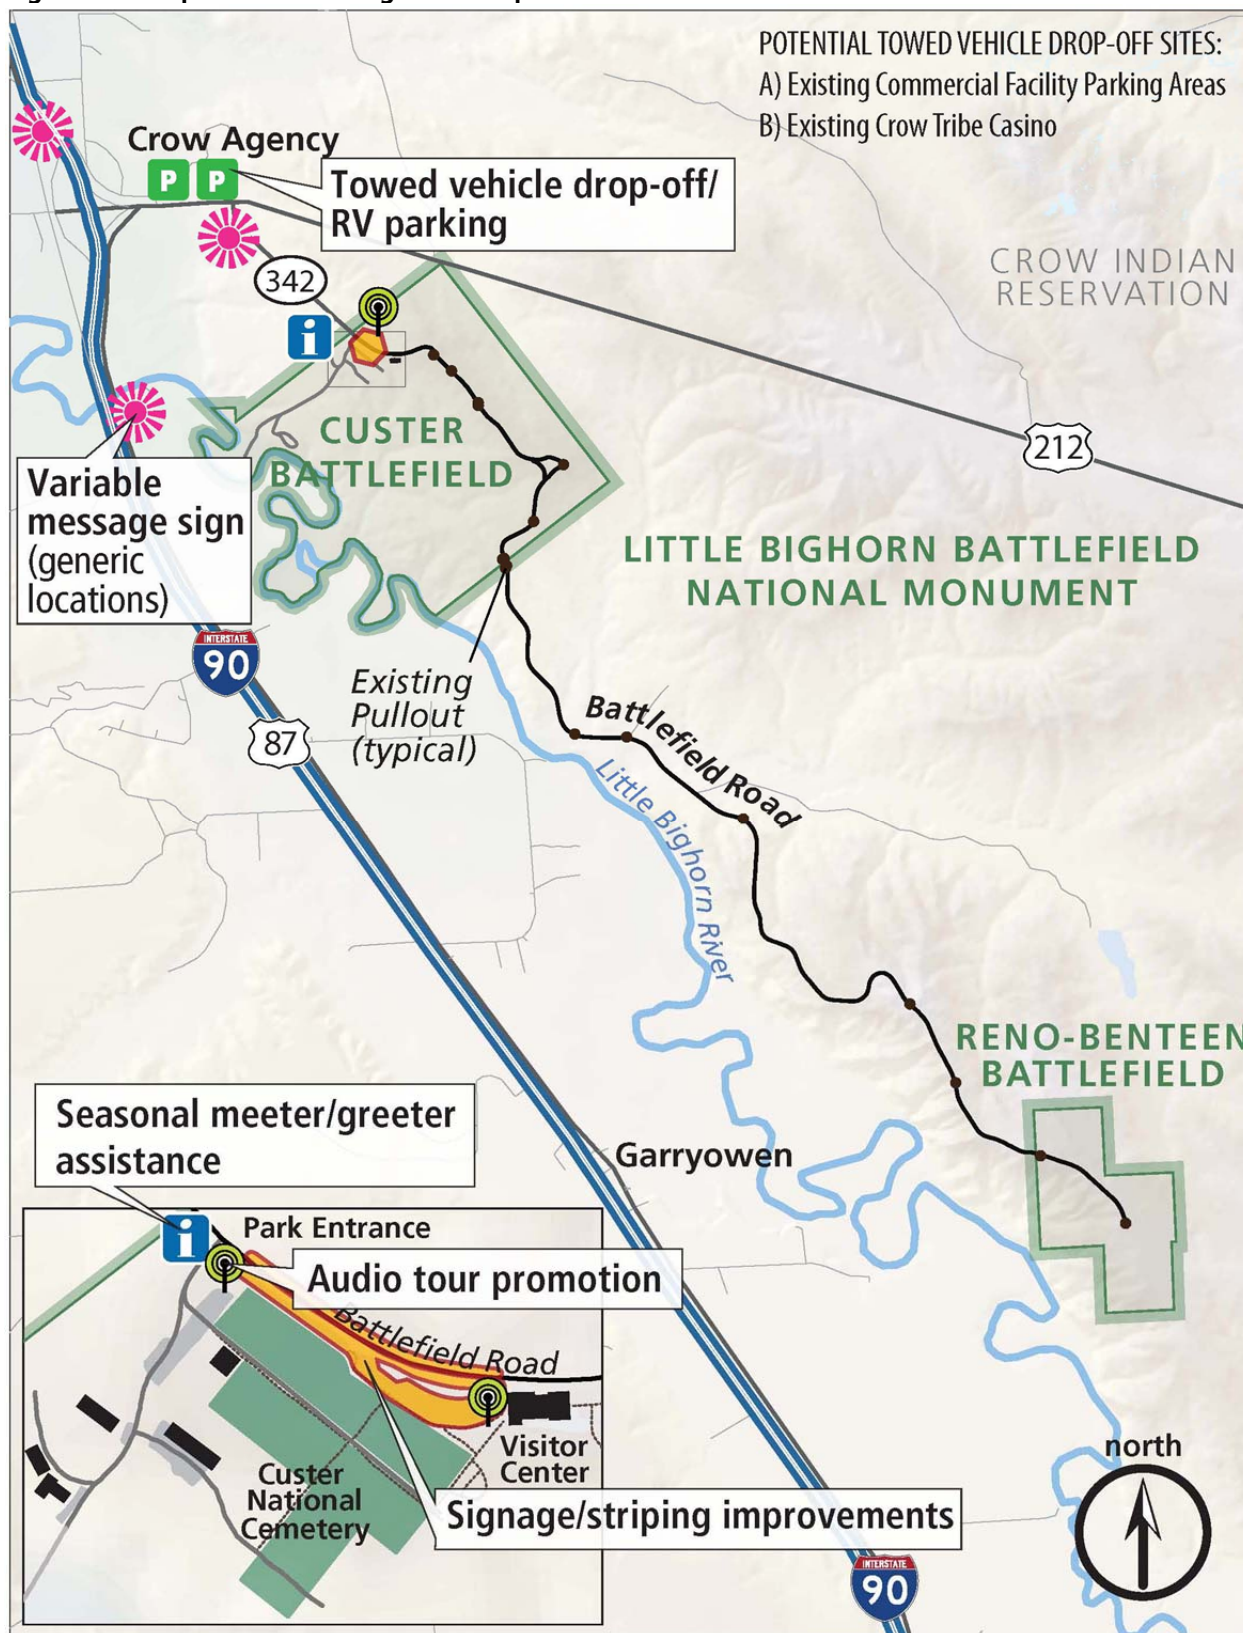 POTENTIAL TOWED VEHICLE DROP-OFF SITES:
A) Existing Commercial Facility Parking Areas
B) Existing Crow Tribe Casino
Crow Agency
P P
Towed vehicle drop-off/
RV parking
CROW INDIAN
RESERVATION
342
i
CUSTER
BATTLEFIELD
212
Variable
message sign
(generic
locations)
LITTLE BIGHORN BATTLEFIELD
NATIONAL MONUMENT
INTERSTATE
90
87
Existing
Pullout
(typical)
Battlefield Road
Little Bighorn River
RENO-BENTEEN
BATTLEFIELD
Seasonal meeter/greeter
assistance
Garryowen
i
Park Entrance
Audio tour promotion
Battlefield Road
Visitor
Center
Custer
National
Cemetery
Signage/striping improvements
north
INTERSTATE
90